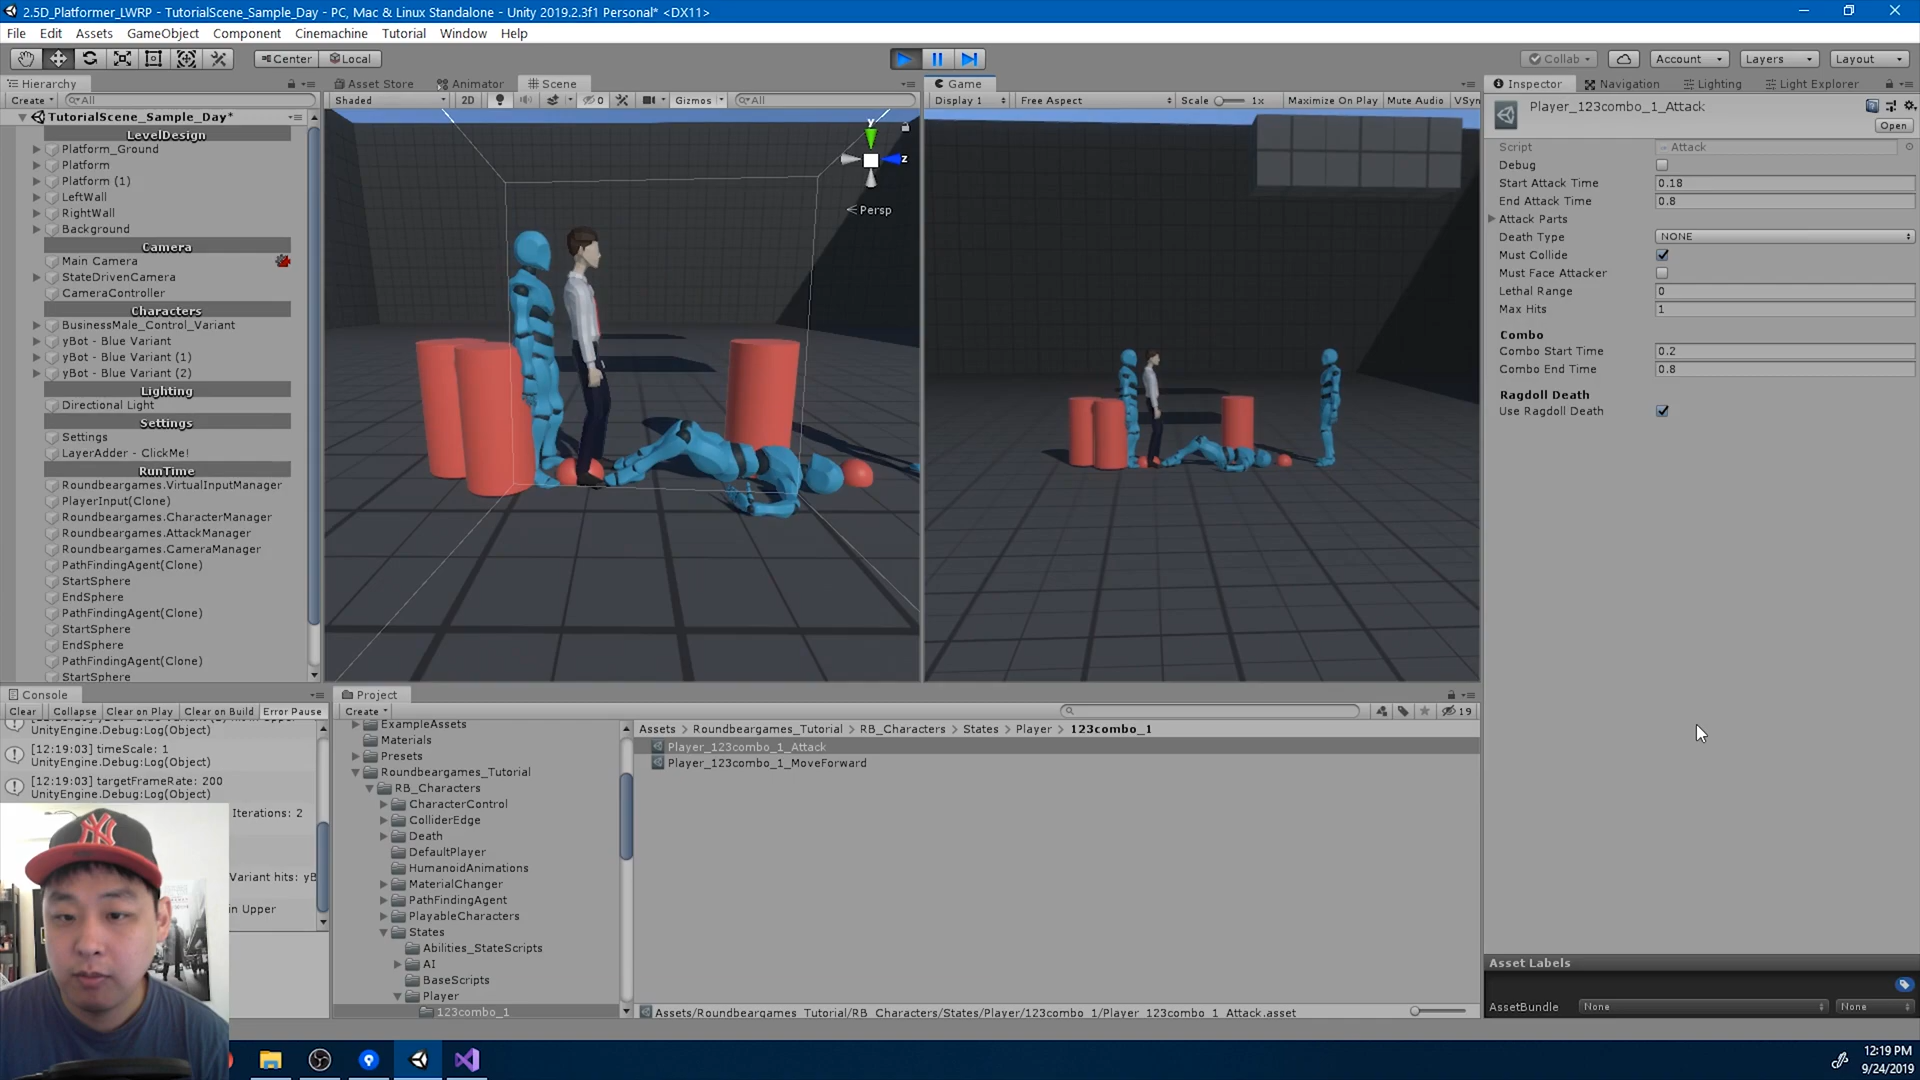 2.5D_Platformer_LWRP - TutorialScene_Sample_Day - PC, Mac & Linux Standalone - Unity 2019.2.3f1 Personal* <DX11>
File Edit Assets GameObject Component Cinemachine Tutorial Window Help
Center Local
Collab Account Layers Layout
Hierarchy
Create All
TutorialScene_Sample_Day*
LevelDesign
Platform_Ground
Platform
Platform (1)
LeftWall
RightWall
Background
Camera
Main Camera
StateDrivenCamera
CameraController
Characters
BusinessMale_Control_Variant
yBot - Blue Variant
yBot - Blue Variant (1)
yBot - Blue Variant (2)
Lighting
Directional Light
Settings
Settings
LayerAdder - ClickMe!
RunTime
Roundbeargames.VirtualInputManager
PlayerInput(Clone)
Roundbeargames.CharacterManager
Roundbeargames.AttackManager
Roundbeargames.CameraManager
PathFindingAgent(Clone)
StartSphere
EndSphere
PathFindingAgent(Clone)
StartSphere
EndSphere
PathFindingAgent(Clone)
StartSphere
Asset Store Animator Scene
Shaded 2D 0 Gizmos All
y
z
Persp
Game
Display 1 Free Aspect Scale 1x Maximize On Play Mute Audio VSyn
Inspector Navigation Lighting Light Explorer
Player_123combo_1_Attack
Open
Script Attack
Debug
Start Attack Time 0.18
End Attack Time 0.8
Attack Parts
Death Type NONE
Must Collide
Must Face Attacker
Lethal Range 0
Max Hits 1
Combo
Combo Start Time 0.2
Combo End Time 0.8
Ragdoll Death
Use Ragdoll Death
Asset Labels
AssetBundle None None
Console
Clear Collapse Clear on Play Clear on Build Error Pause
UnityEngine.Debug:Log(Object)
[12:19:03] timeScale: 1
UnityEngine.Debug:Log(Object)
[12:19:03] targetFrameRate: 200
UnityEngine.Debug:Log(Object)
Iterations: 2
Variant hits: yB
in Upper
Project
Create
19
ExampleAssets
Materials
Presets
Roundbeargames_Tutorial
RB_Characters
CharacterControl
ColliderEdge
Death
DefaultPlayer
HumanoidAnimations
MaterialChanger
PathFindingAgent
PlayableCharacters
States
Abilities_StateScripts
AI
BaseScripts
Player
123combo_1
Assets > Roundbeargames_Tutorial > RB_Characters > States > Player > 123combo_1
Player_123combo_1_Attack
Player_123combo_1_MoveForward
Assets/Roundbeargames_Tutorial/RB_Characters/States/Player/123combo_1/Player_123combo_1_Attack.asset
12:19 PM
9/24/2019